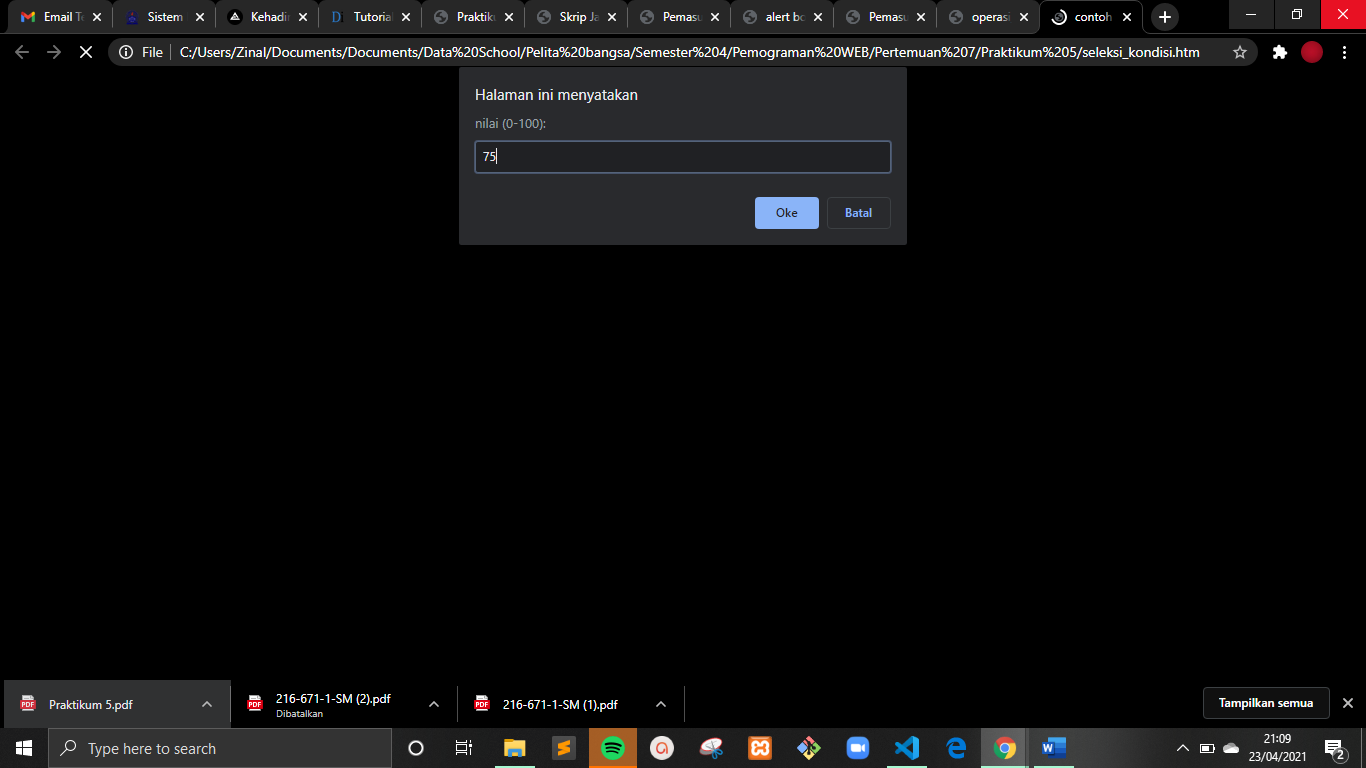 Email Te
Sistem
Kehadir
Tutorial
Praktiku
Skrip Ja
Pemasu
alert bo
Pemasu
operasi
contoh
File
C:/Users/Zinal/Documents/Documents/Data%20School/Pelita%20bangsa/Semester%204/Pemograman%20WEB/Pertemuan%207/Praktikum%205/seleksi_kondisi.htm
Halaman ini menyatakan
nilai (0-100):
75
Oke
Batal
Praktikum 5.pdf
216-671-1-SM (2).pdf
Dibatalkan
216-671-1-SM (1).pdf
Tampilkan semua
Type here to search
21:09
23/04/2021
2